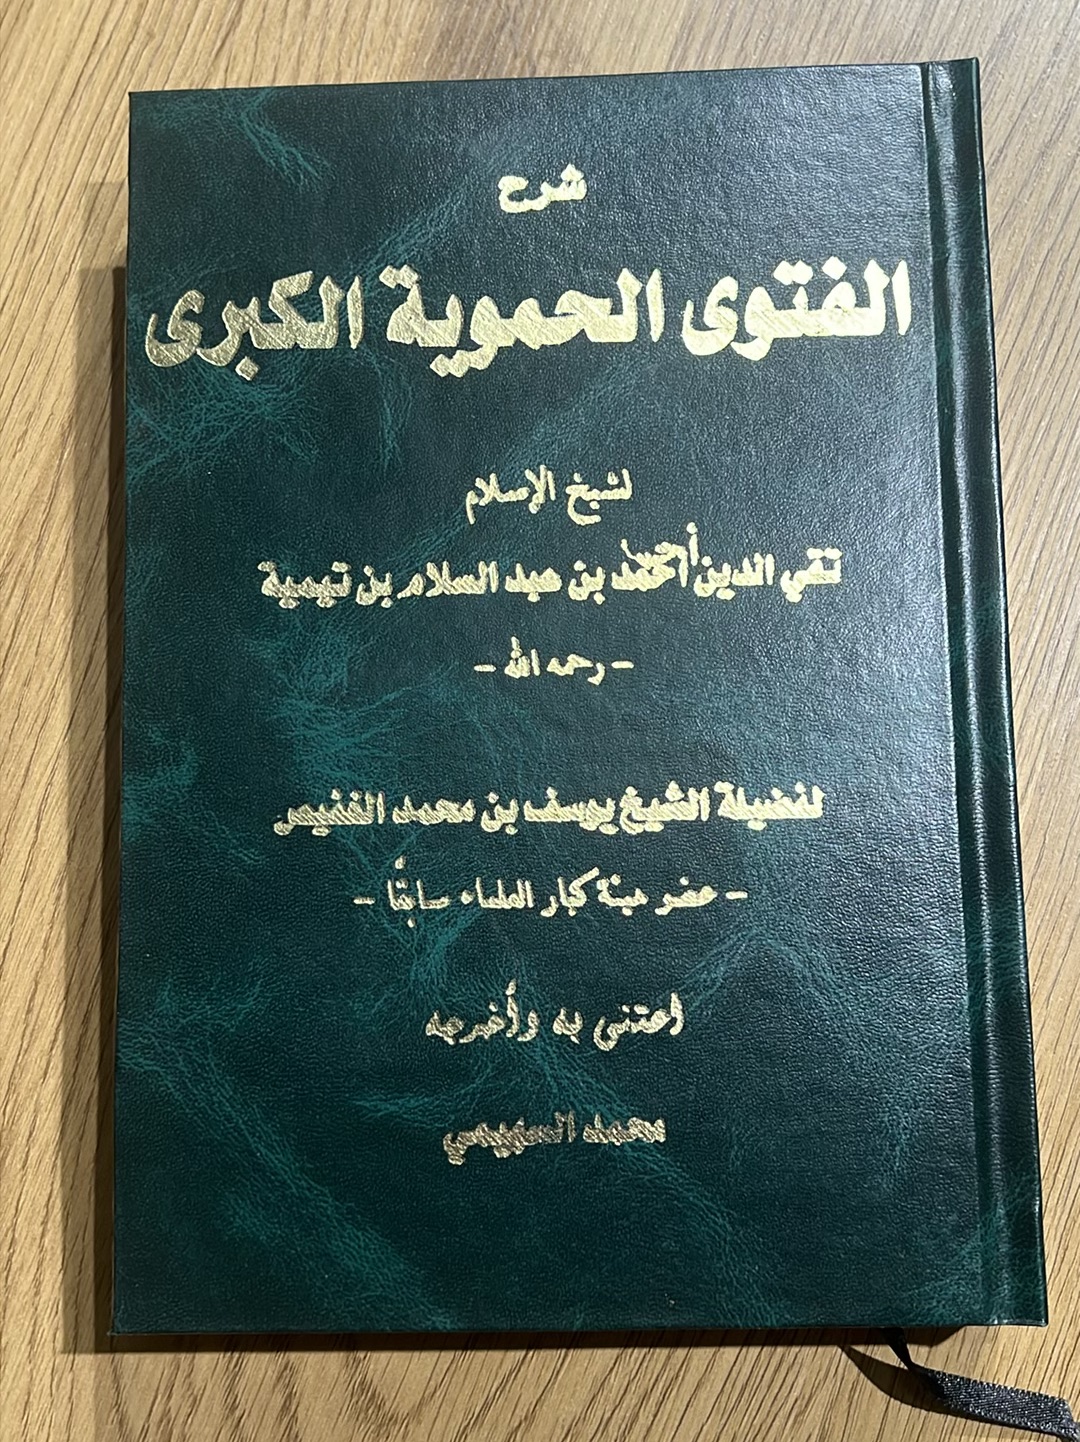 شرح
الفتوى الحموية الكبرى
لشيخ الإسلام
تقي الدين أحمد بن عبد السلام بن تيمية
- رحمه الله -
لفضيلة الشيخ يوسف بن محمد الغفيص
- عضو هيئة كبار العلماء سابقًا -
اعتنى به وأخرجه
محمد السهيمي